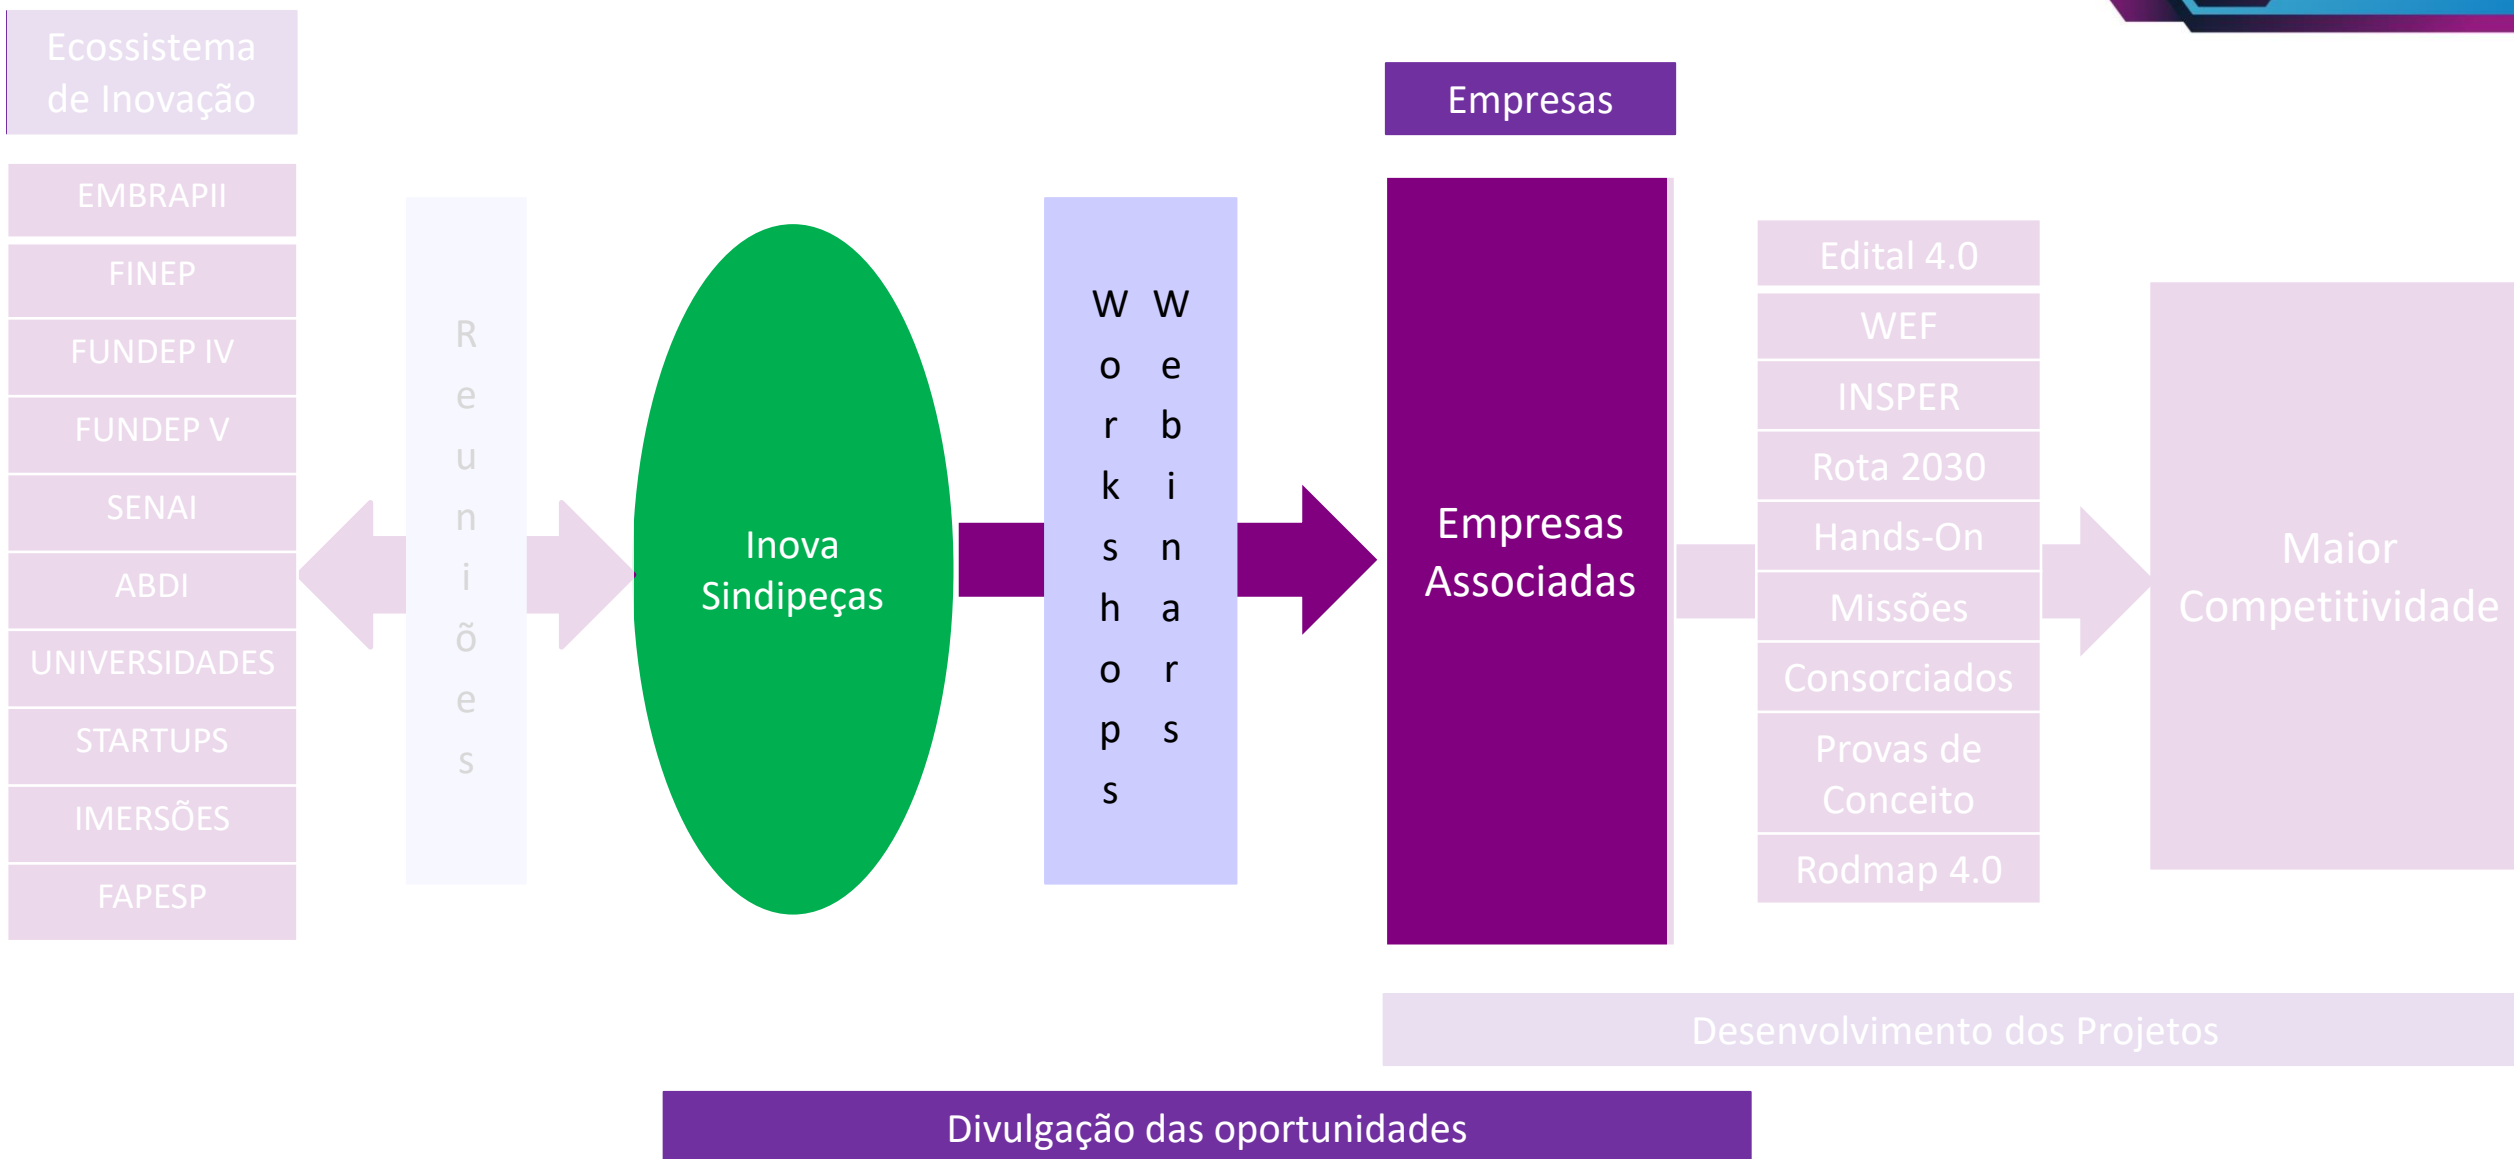 Ecossistema
de Inovação
EMBRAPII
FINEP
FUNDEP IV
FUNDEP V
SENAI
ABDI
UNIVERSIDADES
STARTUPS
IMERSÕES
FAPESP
Reuniões
Inova
Sindipeças
Workshops
Webinars
Empresas
Empresas
Associadas
Edital 4.0
WEF
INSPER
Rota 2030
Hands-On
Missões
Consorciados
Provas de
Conceito
Rodmap 4.0
Maior
Competitividade
Desenvolvimento dos Projetos
Divulgação das oportunidades